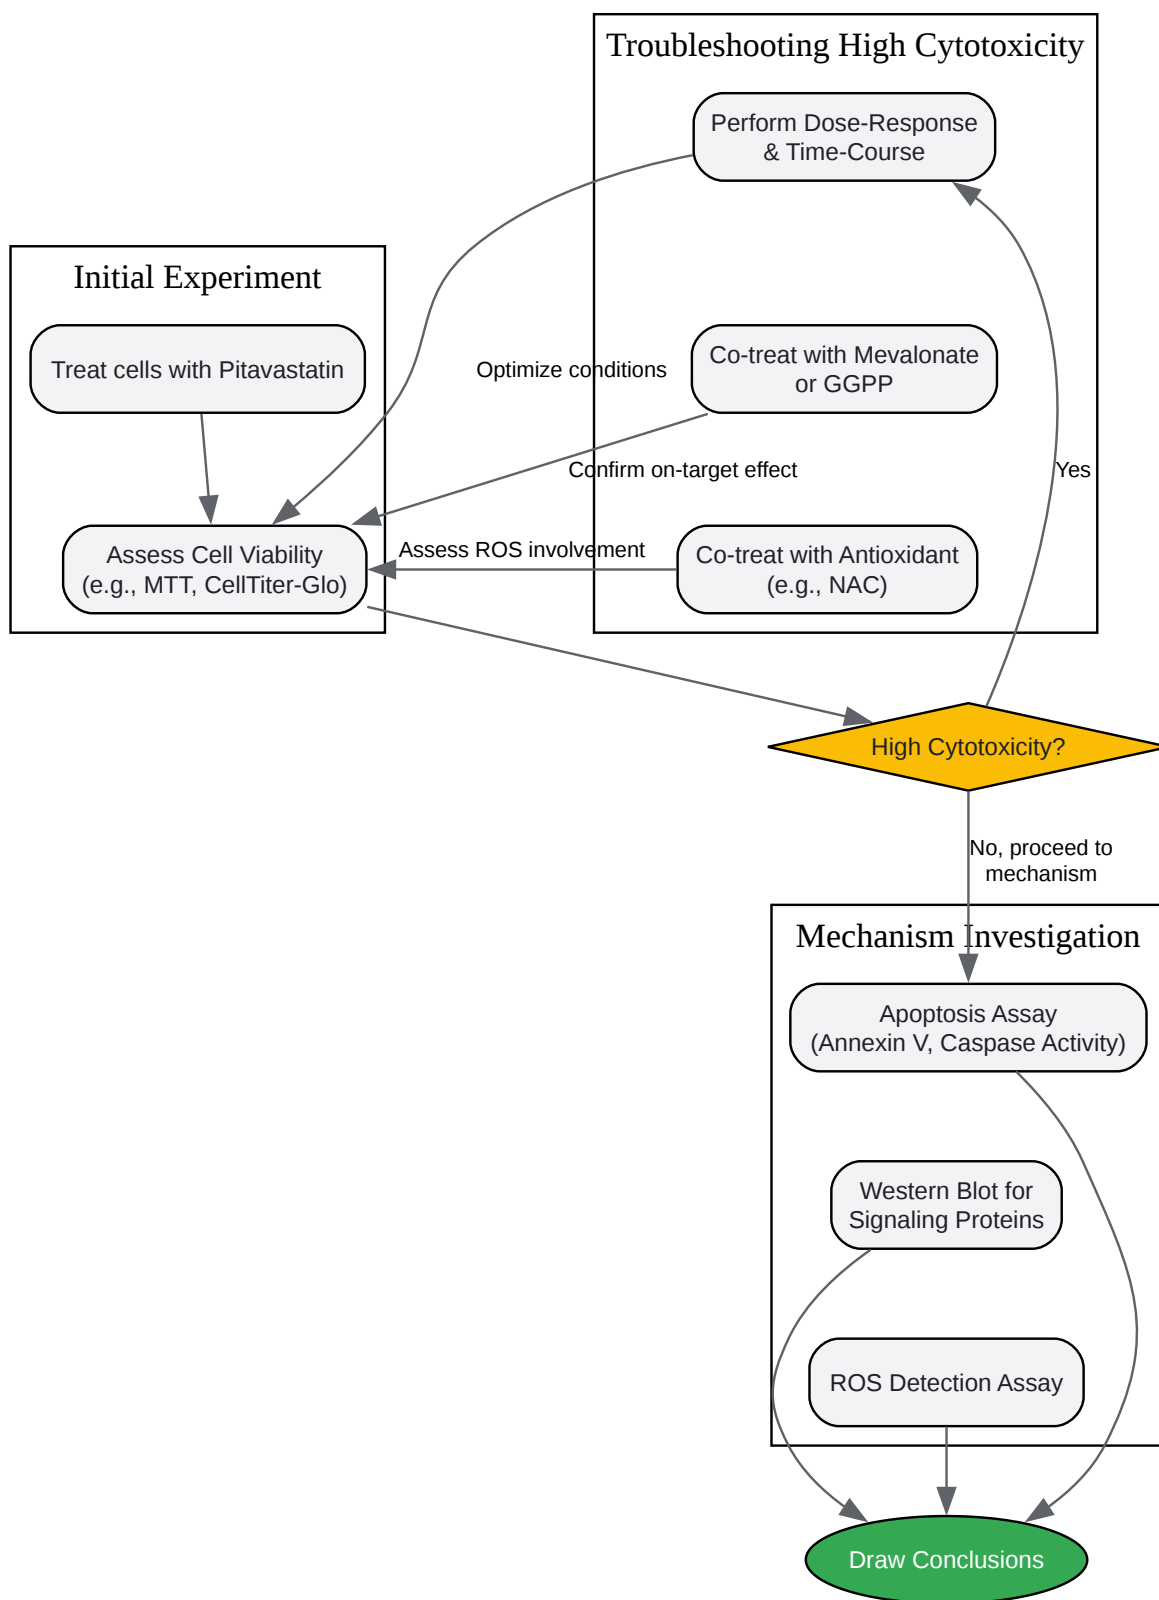 Troubleshooting High Cytotoxicity
Perform Dose-Response
& Time-Course
Initial Experiment
Treat cells with Pitavastatin
Co-treat with Mevalonate
or GGPP
Optimize conditions
Confirm on-target effect
Yes
Assess Cell Viability
(e.g., MTT, CellTiter-Glo)
Assess ROS involvement
Co-treat with Antioxidant
(e.g., NAC)
High Cytotoxicity?
No, proceed to
mechanism
Mechanism Investigation
Apoptosis Assay
(Annexin V, Caspase Activity)
Western Blot for
Signaling Proteins
ROS Detection Assay
Draw Conclusions